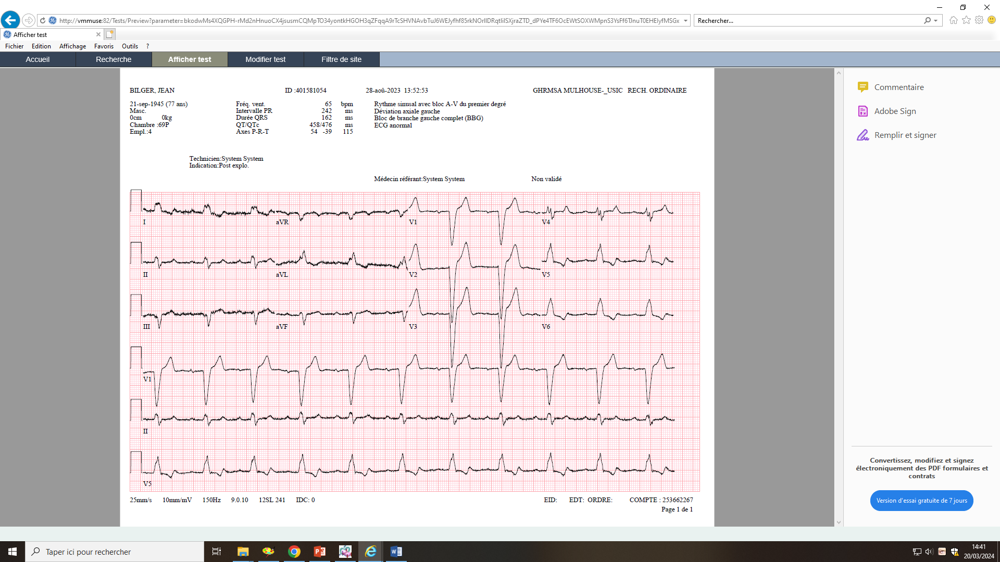 http://vmmuse:82/Tests/Preview?parameter=
Rechercher...
Afficher test
Fichier Edition Affichage Favoris Outils ?
Accueil Recherche Afficher test Modifier test Filtre de site
BILGER, JEAN ID :401581054 28-aoû-2023 13:52:53 GHRMSA MULHOUSE-_USIC RECH. ORDINAIRE
21-sep-1945 (77 ans) Fréq. vent. 65 bpm Rythme sinusal avec bloc A-V du premier degré
Masc. Intervalle PR 242 ms Déviation axiale gauche
0cm 0kg Durée QRS 162 ms Bloc de branche gauche complet (BBG)
Chambre :69P QT/QTc 458/476 ms ECG anormal
Empl.:4 Axes P-R-T 54 -39 115
Technicien:System System
Indication:Post explo.
Médecin référant:System System Non validé
I aVR V1 V4
II aVL V2 V5
III aVF V3 V6
V1
II
V5
25mm/s 10mm/mV 150Hz 9.0.10 12SL 241 IDC: 0 EID: EDT: ORDRE: COMPTE : 253662267
Page 1 de 1
Commentaire
Adobe Sign
Remplir et signer
Convertissez, modifiez et signez
électroniquement des PDF formulaires et
contrats
Version d'essai gratuite de 7 jours
Taper ici pour rechercher
14:41
20/03/2024